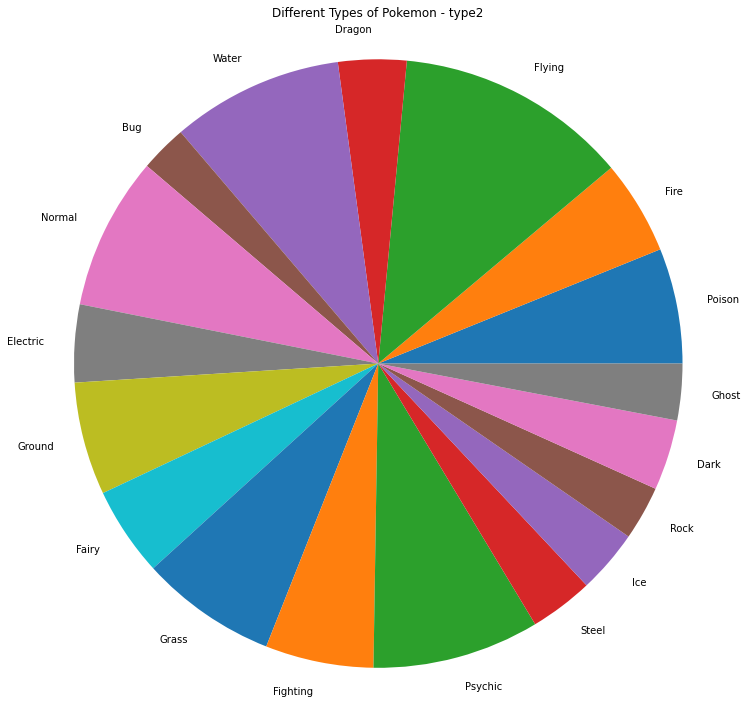 Different Types of Pokemon - type2
Dragon
Water
Flying
Bug
Fire
Normal
Poison
Electric
Ghost
Ground
Dark
Rock
Fairy
Ice
Steel
Grass
Psychic
Fighting